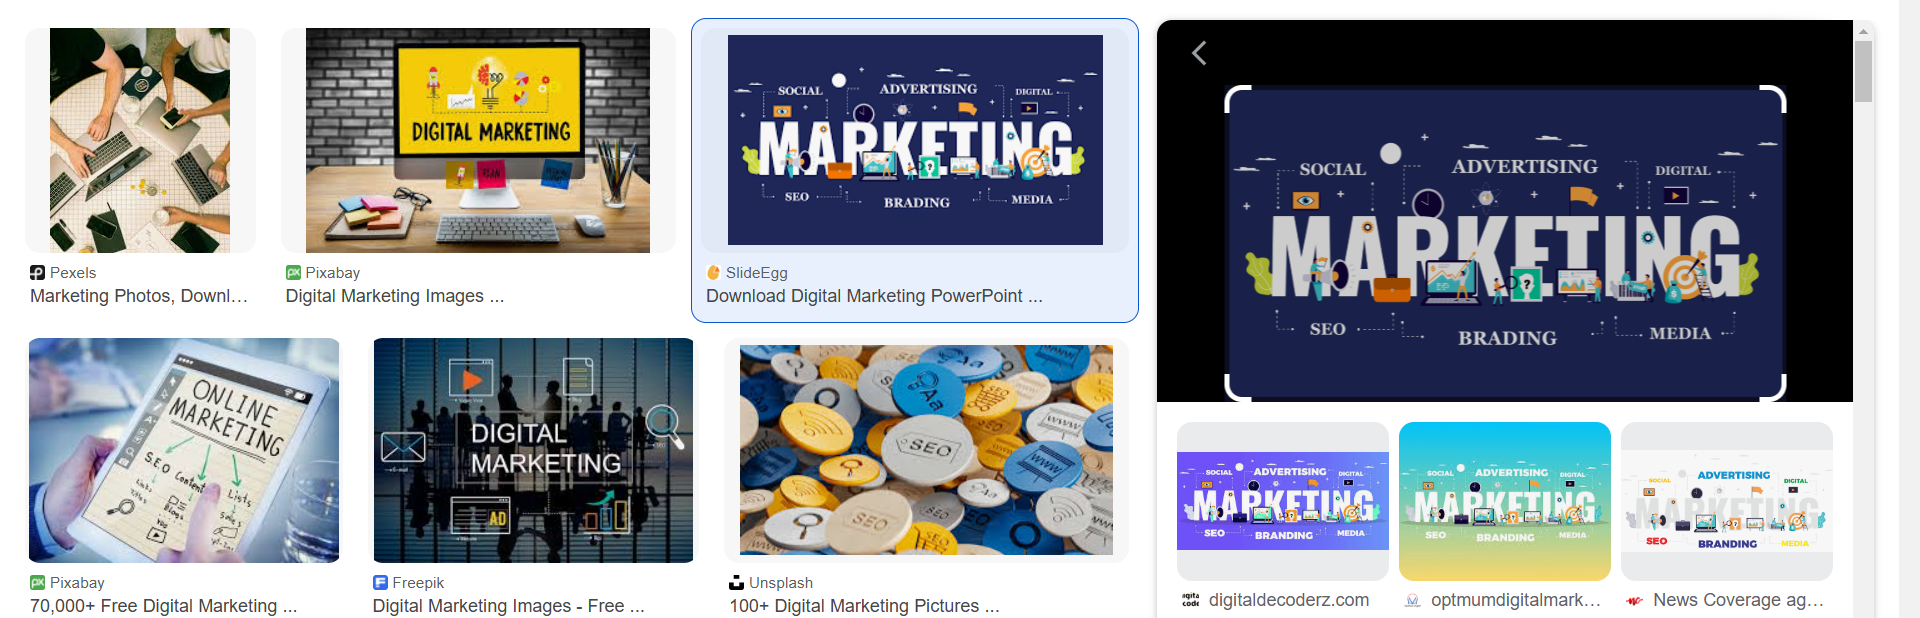 DIGITAL MARKETING
PLAN
Pexels
Marketing Photos, Downl...
Pixabay
Digital Marketing Images ...
SOCIAL
ADVERTISING
DIGITAL
MARKETING
SEO
BRADING
MEDIA
SlideEgg
Download Digital Marketing PowerPoint ...
ONLINE
MARKETING
S.E.O
Content
Lists
Blogs
Pixabay
70,000+ Free Digital Marketing ...
DIGITAL
MARKETING
AD
Freepik
Digital Marketing Images - Free ...
Aa
SEO
WWW
SEO
WWW
Unsplash
100+ Digital Marketing Pictures ...
SOCIAL
ADVERTISING
DIGITAL
MARKETING
SEO
BRADING
MEDIA
SOCIAL
ADVERTISING
DIGITAL
MARKETING
SEO
BRANDING
MEDIA
digitaldecoderz.com
SOCIAL
ADVERTISING
DIGITAL
MARKETING
SEO
BRANDING
MEDIA
optmumdigitalmark...
SOCIAL
ADVERTISING
DIGITAL
MARKETING
SEO
BRANDING
MEDIA
News Coverage ag...